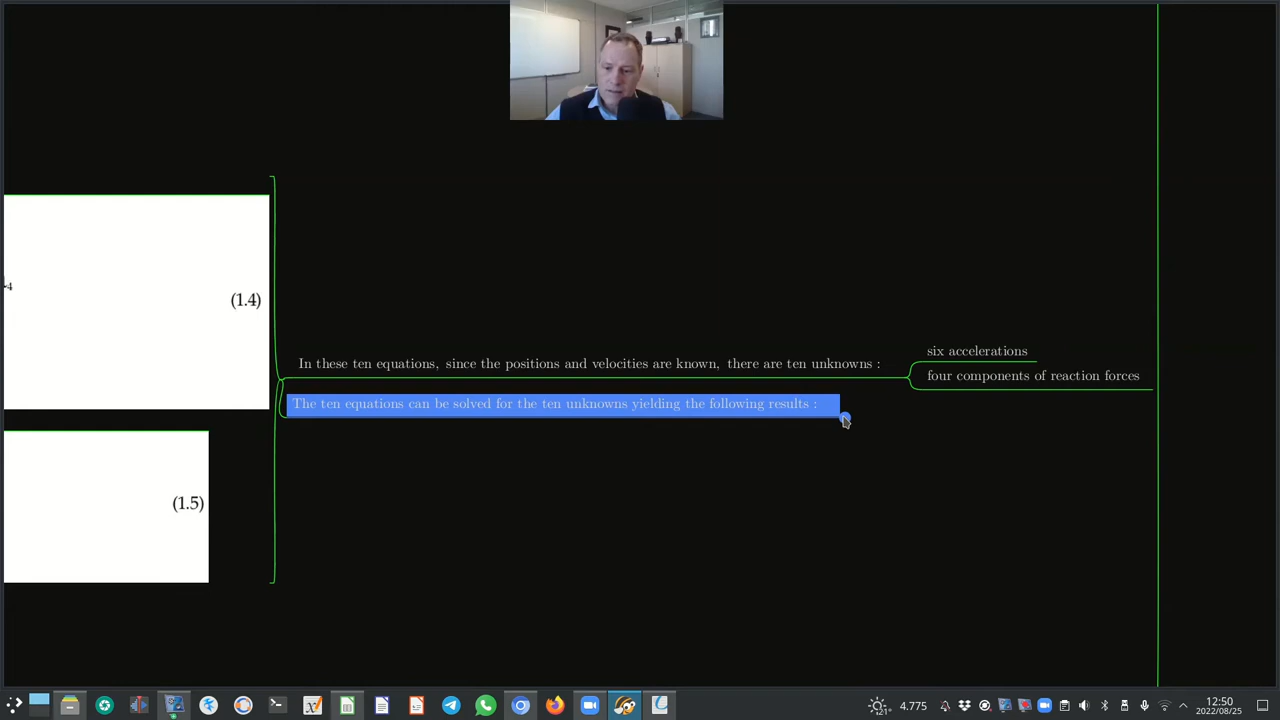 4
(1.4)
In these ten equations, since the positions and velocities are known, there are ten unknowns :
six accelerations
four components of reaction forces
The ten equations can be solved for the ten unknowns yielding the following results :
(1.5)
+21°
4.775
12:50
2022/08/25